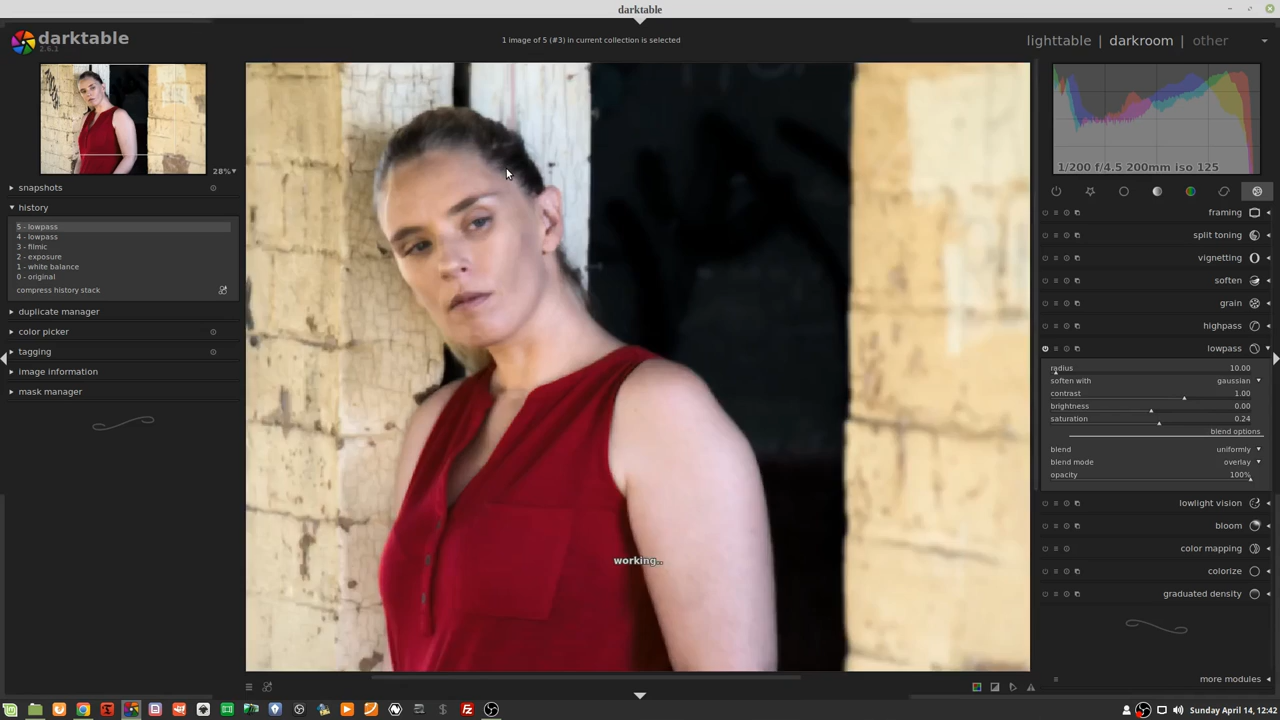 darktable
darktable
2.6.1
1 image of 5 (#3) in current collection is selected
lighttable | darkroom | other
28%
1/200 f/4.5 200mm iso 125
snapshots
history
5 - lowpass
4 - lowpass
3 - filmic
2 - exposure
1 - white balance
0 - original
compress history stack
duplicate manager
color picker
tagging
image information
mask manager
working..
framing
split toning
vignetting
soften
grain
highpass
lowpass
radius 10.00
soften with gaussian
contrast 1.00
brightness 0.00
saturation 0.24
blend options
blend uniformly
blend mode overlay
opacity 100%
lowlight vision
bloom
color mapping
colorize
graduated density
more modules
Sunday April 14, 12:42